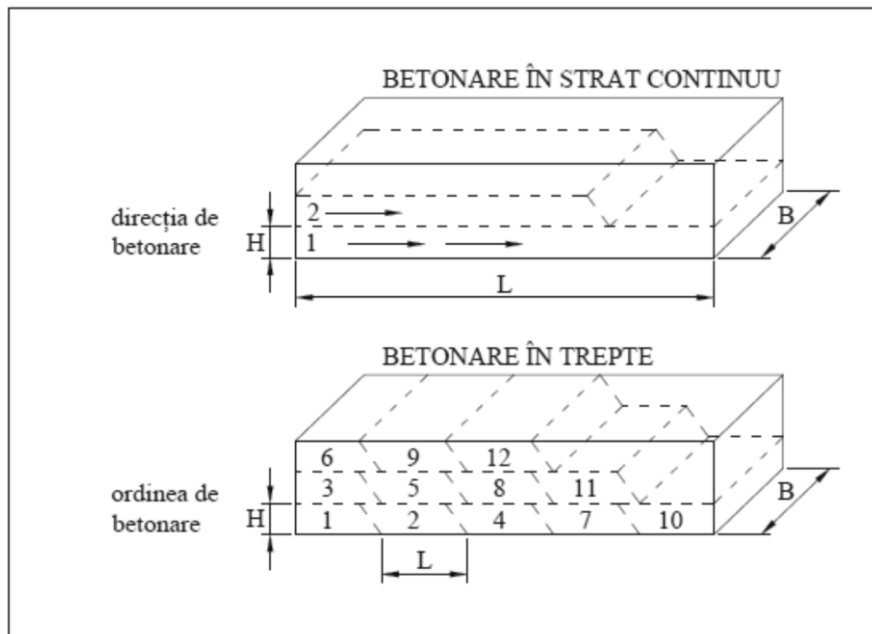 BETONARE ÎN STRAT CONTINUU
direcția de
betonare
H
2
1
B
L
BETONARE ÎN TREPTE
ordinea de
betonare
H
6 9 12
3 5 8 11
1 2 4 7 10
B
L